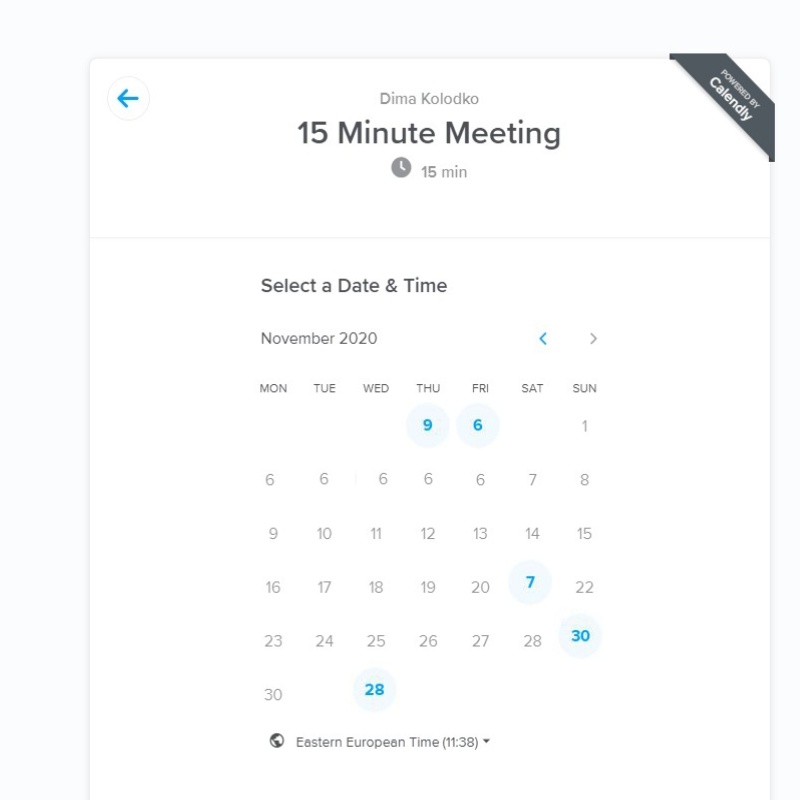 POWERED BY
Calendly
Dima Kolodko
15 Minute Meeting
15 min
Select a Date & Time
November 2020
MON TUE WED THU FRI SAT SUN
9 6 1
6 6 6 6 6 7 8
9 10 11 12 13 14 15
16 17 18 19 20 7 22
23 24 25 26 27 28 30
30 28
Eastern European Time (11:38)